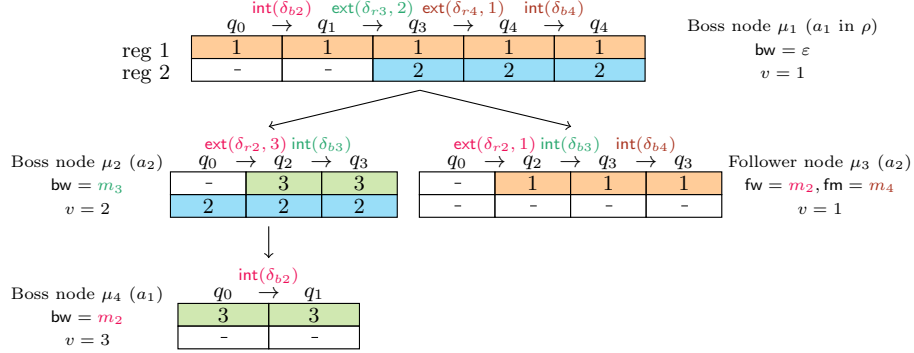 int(δb2) ext(δr3, 2) ext(δr4, 1) int(δb4)
q0 → q1 → q3 → q4 → q4
reg 1 1 1 1 1 1
reg 2 - - 2 2 2
Boss node μ1 (a1 in ρ)
bw = ε
v = 1
ext(δr2, 3) int(δb3)
q0 → q2 → q3
- 3 3
2 2 2
Boss node μ2 (a2)
bw = m3
v = 2
ext(δr2, 1) int(δb3) int(δb4)
q0 → q2 → q3 → q3
- 1 1 1
- - - -
Follower node μ3 (a2)
fw = m2, fm = m4
v = 1
int(δb2)
q0 → q1
3 3
- -
Boss node μ4 (a1)
bw = m2
v = 3